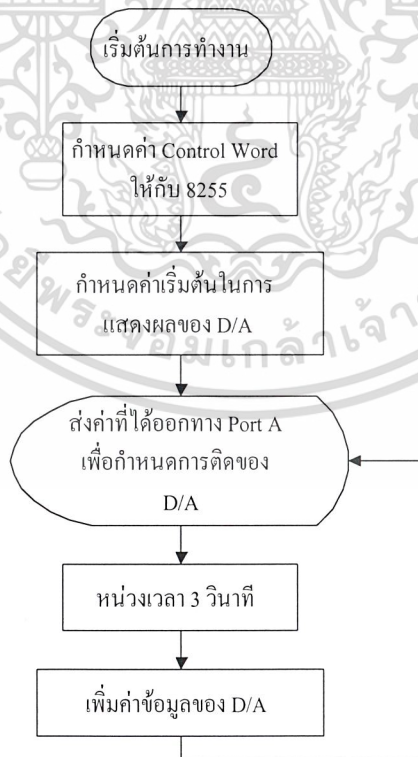 เริ่มต้นการทำงาน
กำหนดค่า Control Word
ให้กับ 8255
กำหนดค่าเริ่มต้นในการ
แสดงผลของ D/A
ส่งค่าที่ได้ออกทาง Port A
เพื่อกำหนดการติดของ
D/A
หน่วงเวลา 3 วินาที
เพิ่มค่าข้อมูลของ D/A